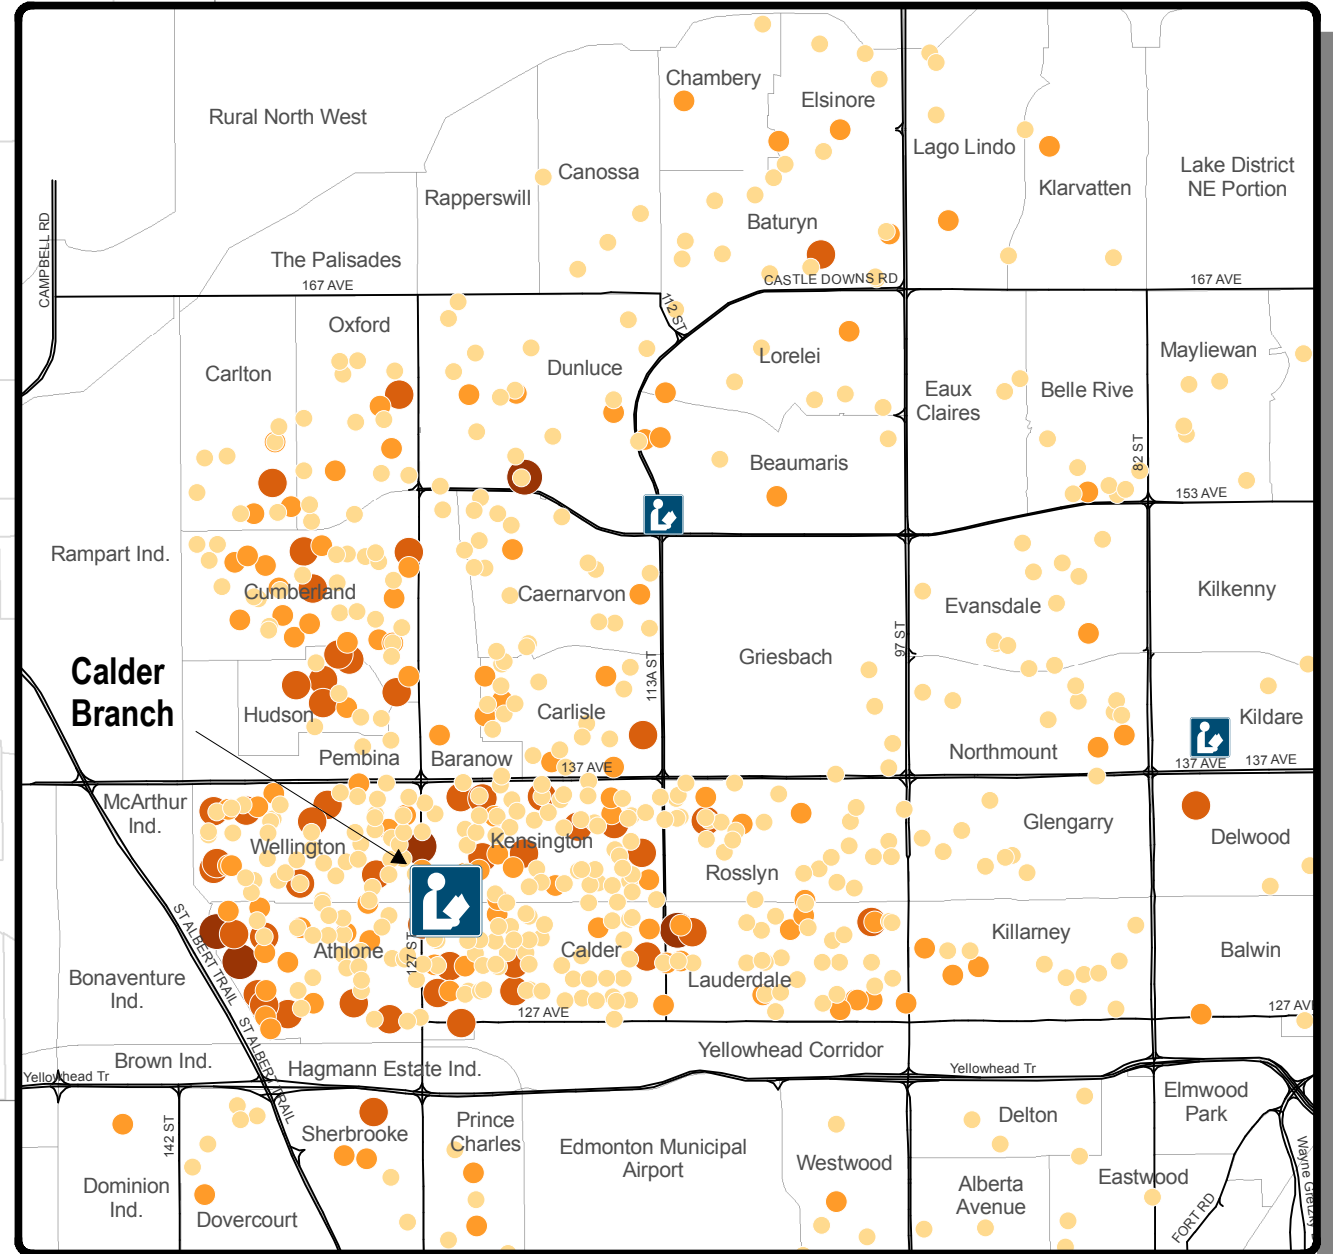 Chambery
Elsinore
Rural North West
Lago Lindo
Lake District
NE Portion
Canossa
Klarvatten
Rapperswill
Baturyn
CAMPBELL RD
The Palisades
167 AVE
CASTLE DOWNS RD
167 AVE
112 ST
Oxford
Lorelei
Mayliewan
Dunluce
Carlton
Eaux
Claires
Belle Rive
82 ST
Beaumaris
153 AVE
Rampart Ind.
Cumberland
Caernarvon
Evansdale
Kilkenny
97 ST
Griesbach
113A ST
Calder
Branch
Hudson
Carlisle
Kildare
Pembina
Baranow
Northmount
137 AVE
137 AVE
137 AVE
McArthur
Ind.
Wellington
Kensington
Glengarry
Delwood
Rosslyn
ST ALBERT TRAIL
127 ST
Athlone
Calder
Killarney
Balwin
Bonaventure
Ind.
Lauderdale
127 AVE
127 AV
ST ALBERT TRAIL
Brown Ind.
Hagmann Estate Ind.
Yellowhead Corridor
Yellowhead Tr
Yellowhead Tr
Elmwood
Park
142 ST
Sherbrooke
Prince
Charles
Edmonton Municipal
Airport
Westwood
Delton
Wayne Gretzky
Dominion
Ind.
Dovercourt
Alberta
Avenue
Eastwood
FORT RD